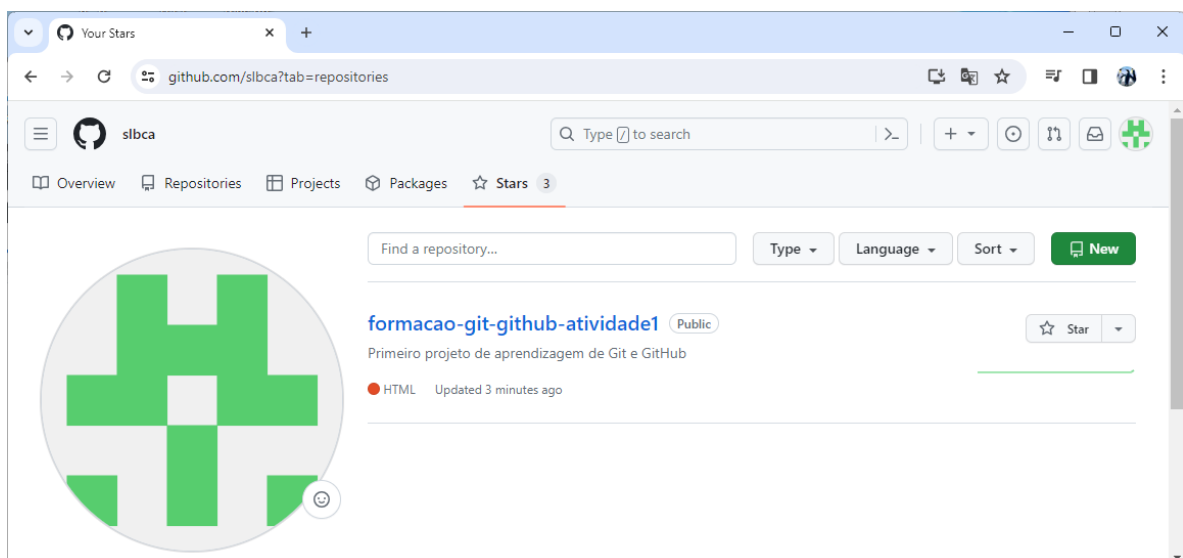 Your Stars
github.com/slbca?tab=repositories
slbca
Type / to search
Overview Repositories Projects Packages Stars 3
Find a repository...
Type Language Sort New
formacao-git-github-atividade1 Public
Star
Primeiro projeto de aprendizagem de Git e GitHub
HTML Updated 3 minutes ago